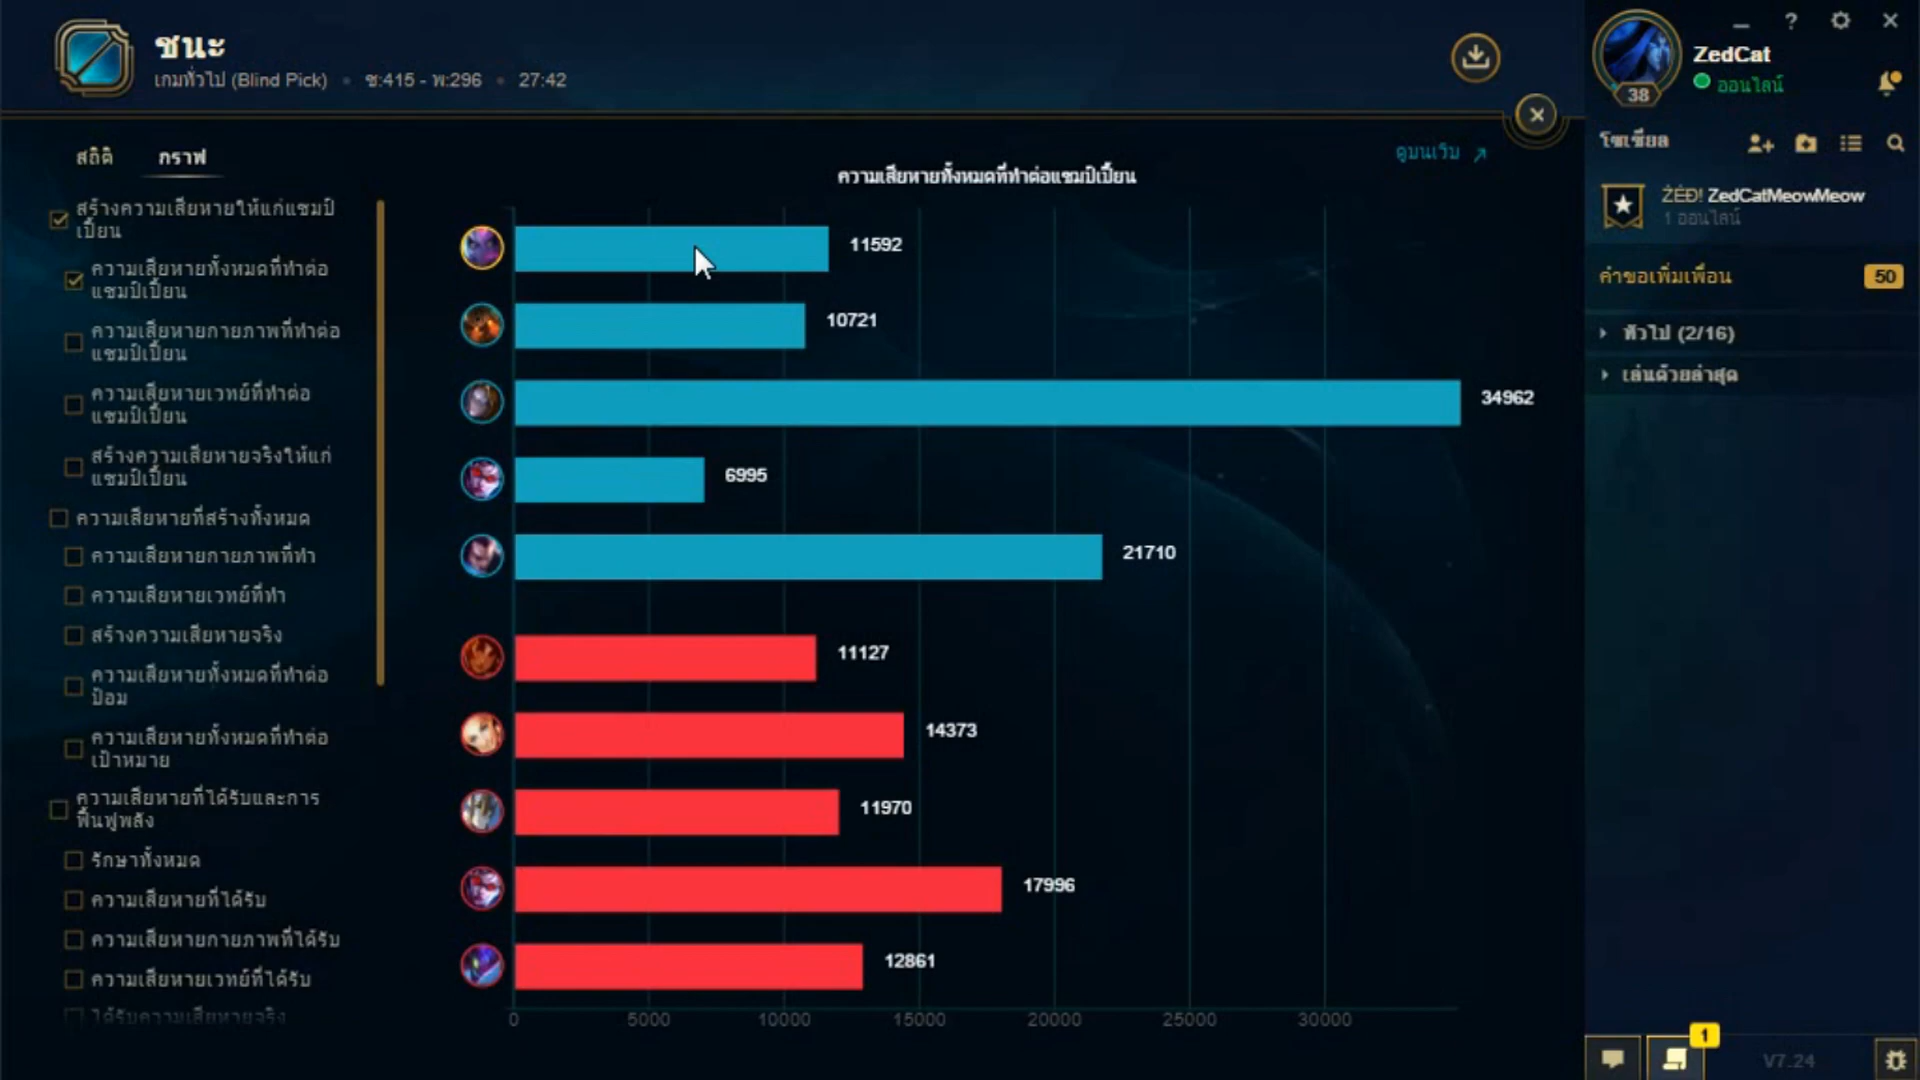 ชนะ
เกมทั่วไป (Blind Pick) • ช:415 - พ:296 • 27:42
สถิติ กราฟ
ดูบนเว็บ
ความเสียหายทั้งหมดที่ทำต่อแชมป์เปี้ยน
สร้างความเสียหายให้แก่แชมป์
เปี้ยน
ความเสียหายทั้งหมดที่ทำต่อ
แชมป์เปี้ยน
ความเสียหายกายภาพที่ทำต่อ
แชมป์เปี้ยน
ความเสียหายเวทย์ที่ทำต่อ
แชมป์เปี้ยน
สร้างความเสียหายจริงให้แก่
แชมป์เปี้ยน
ความเสียหายที่สร้างทั้งหมด
ความเสียหายกายภาพที่ทำ
ความเสียหายเวทย์ที่ทำ
สร้างความเสียหายจริง
ความเสียหายทั้งหมดที่ทำต่อ
ป้อม
ความเสียหายทั้งหมดที่ทำต่อ
เป้าหมาย
ความเสียหายที่ได้รับและการ
ฟื้นฟูพลัง
รักษาทั้งหมด
ความเสียหายที่ได้รับ
ความเสียหายกายภาพที่ได้รับ
ความเสียหายเวทย์ที่ได้รับ
ได้รับความเสียหายจริง
11592
10721
34962
6995
21710
11127
14373
11970
17996
12861
0 5000 10000 15000 20000 25000 30000
ZedCat
ออนไลน์
38
โซเชียล
ŻÉĐ! ZedCatMeowMeow
1 ออนไลน์
คำขอเพิ่มเพื่อน 50
ทั่วไป (2/16)
เล่นด้วยล่าสุด
1
V7.24